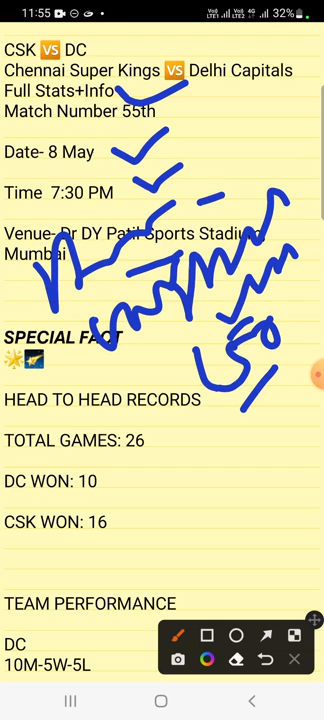 11:55 32%
CSK 🆚 DC
Chennai Super Kings 🆚 Delhi Capitals
Full Stats+Info
Match Number 55th
Date- 8 May
Time 7:30 PM
Venue- Dr DY Patil Sports Stadium,
Mumbai
SPECIAL FACT
🌟🌠
HEAD TO HEAD RECORDS
TOTAL GAMES: 26
DC WON: 10
CSK WON: 16
TEAM PERFORMANCE
DC
10M-5W-5L